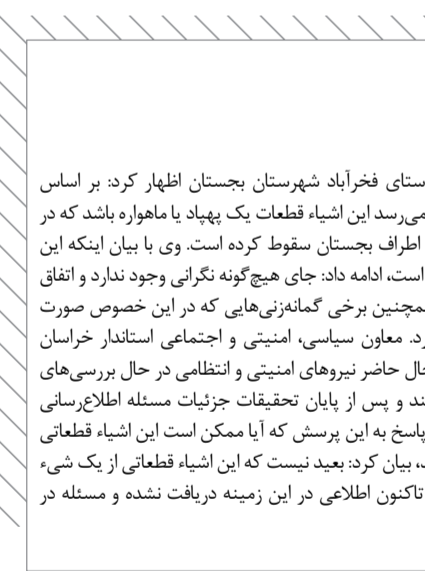 ستای فخرآباد شهرستان بجستان اظهار کرد: بر اساس
می‌رسد این اشیاء قطعات یک پهپاد یا ماهواره باشد که در
اطراف بجستان سقوط کرده است. وی با بیان اینکه این
است، ادامه داد: جای هیچ‌گونه نگرانی وجود ندارد و اتفاق
همچنین برخی گمانه‌زنی‌هایی که در این خصوص صورت
رد. معاون سیاسی، امنیتی و اجتماعی استاندار خراسان
حال حاضر نیروهای امنیتی و انتظامی در حال بررسی‌های
ند و پس از پایان تحقیقات جزئیات مسئله اطلاع‌رسانی
پاسخ به این پرسش که آیا ممکن است این اشیاء قطعاتی
د، بیان کرد: بعید نیست که این اشیاء قطعاتی از یک شیء
تاکنون اطلاعی در این زمینه دریافت نشده و مسئله در